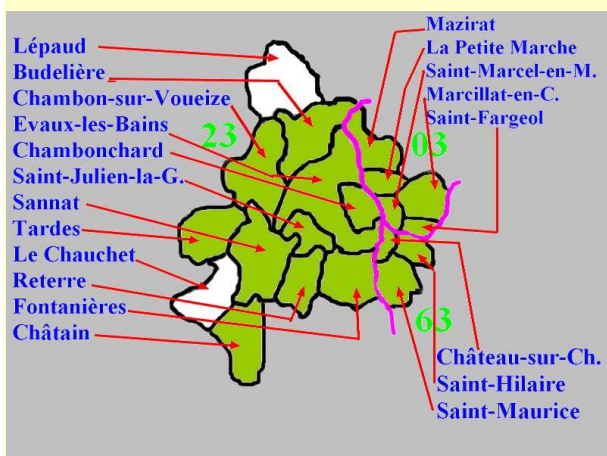 Lépaud
Budelière
Chambon-sur-Voueize
Evaux-les-Bains
Chambonchard
Saint-Julien-la-G.
Sannat
Tardes
Le Chauchet
Reterre
Fontanières
Châtain
23
Mazirat
La Petite Marche
Saint-Marcel-en-M.
Marcillat-en-C.
Saint-Fargeol
03
63
Château-sur-Ch.
Saint-Hilaire
Saint-Maurice